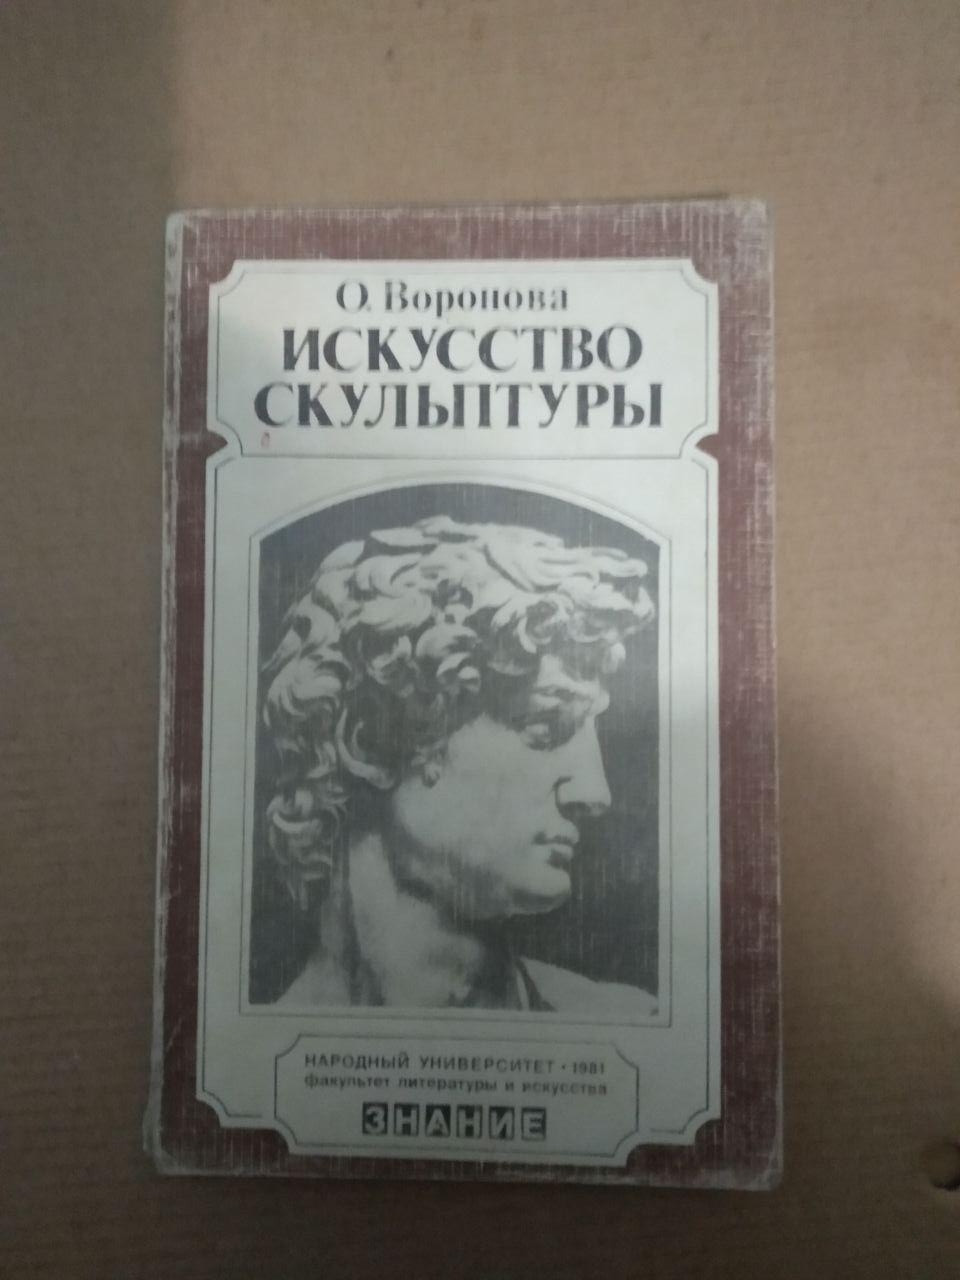 О. Воронова
ИСКУССТВО
СКУЛЬПТУРЫ
НАРОДНЫЙ УНИВЕРСИТЕТ • 1981
факультет литературы и искусства
ЗНАНИЕ